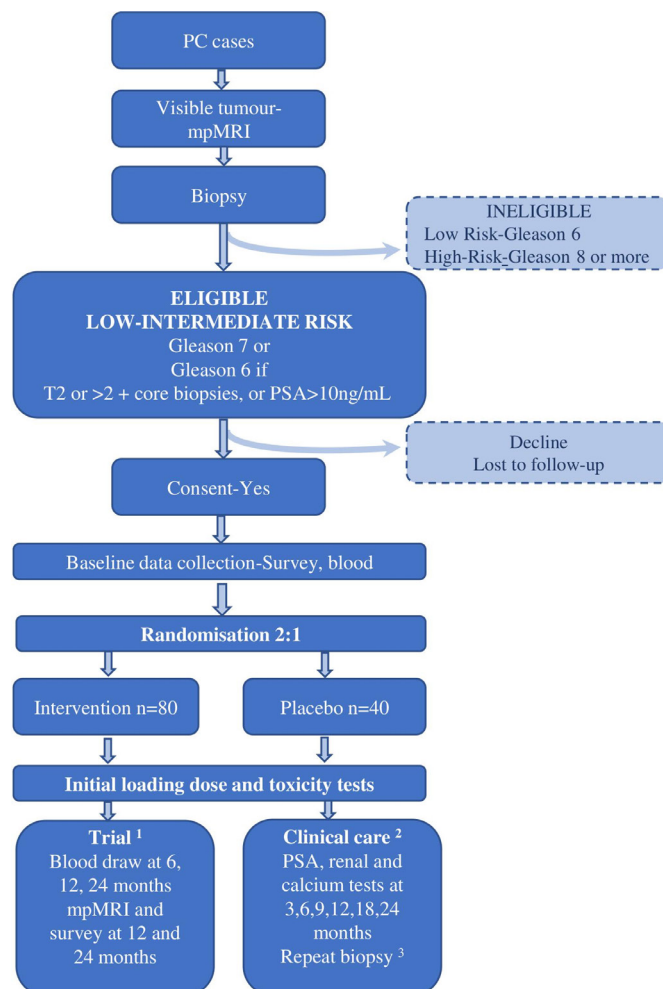 PC cases
Visible tumour-
mpMRI
Biopsy
INELIGIBLE
Low Risk-Gleason 6
High-Risk-Gleason 8 or more
ELIGIBLE
LOW-INTERMEDIATE RISK
Gleason 7 or
Gleason 6 if
T2 or >2 + core biopsies, or PSA>10ng/mL
Decline
Lost to follow-up
Consent-Yes
Baseline data collection-Survey, blood
Randomisation 2:1
Intervention n=80
Placebo n=40
Initial loading dose and toxicity tests
Trial 1
Blood draw at 6,
12, 24 months
mpMRI and
survey at 12 and
24 months
Clinical care 2
PSA, renal and
calcium tests at
3,6,9,12,18,24
months
Repeat biopsy 3